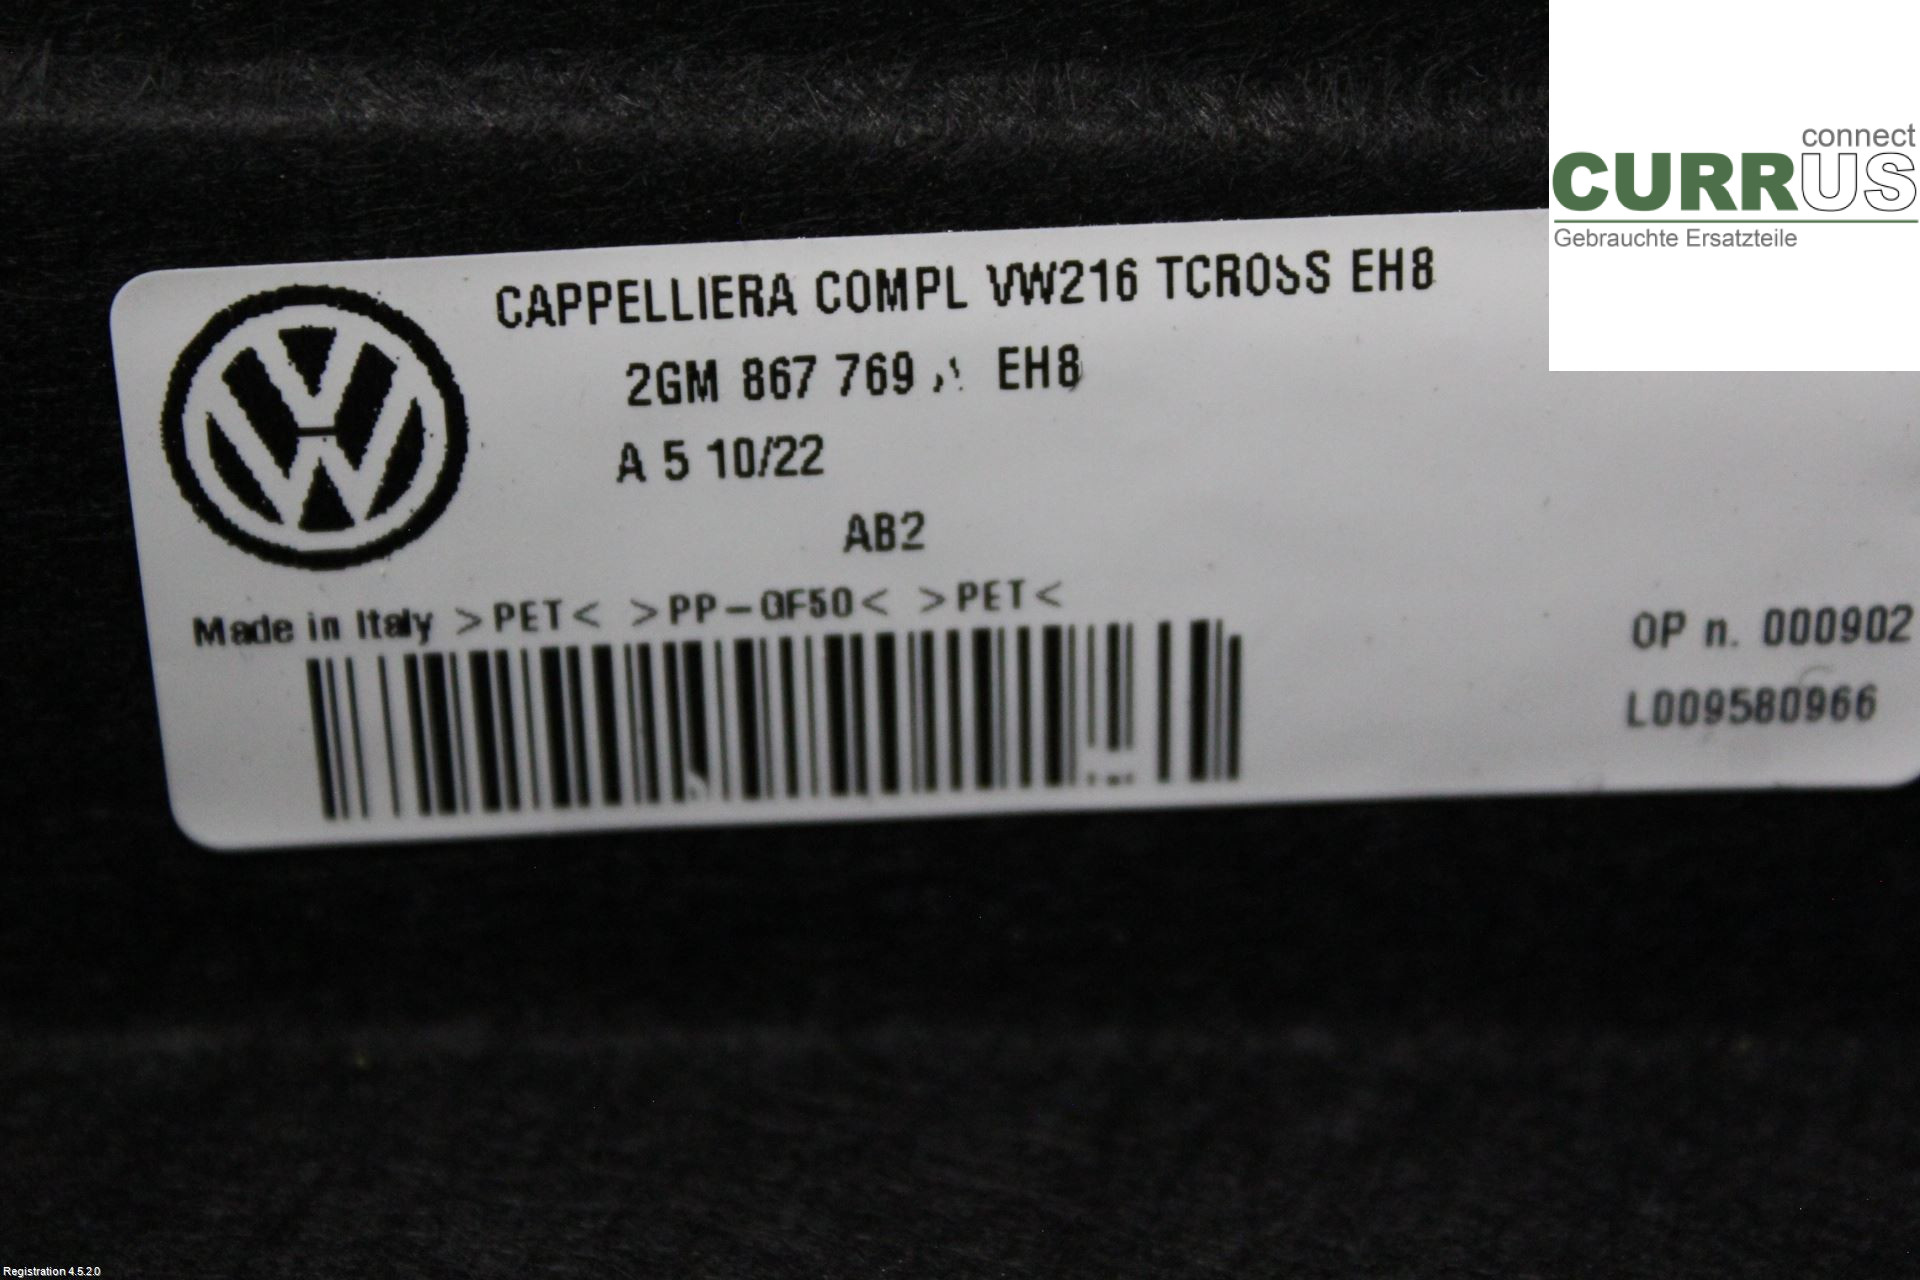 connect
CURRUS
Gebrauchte Ersatzteile
CAPPELLIERA COMPL VW216 TCROSS EH8
2GM 867 769 EH8
A 5 10/22
AB2
Made in Italy >PET< >PP-GF50< >PET<
OP n. 000902
L009580966
Registration 4.5.2.0